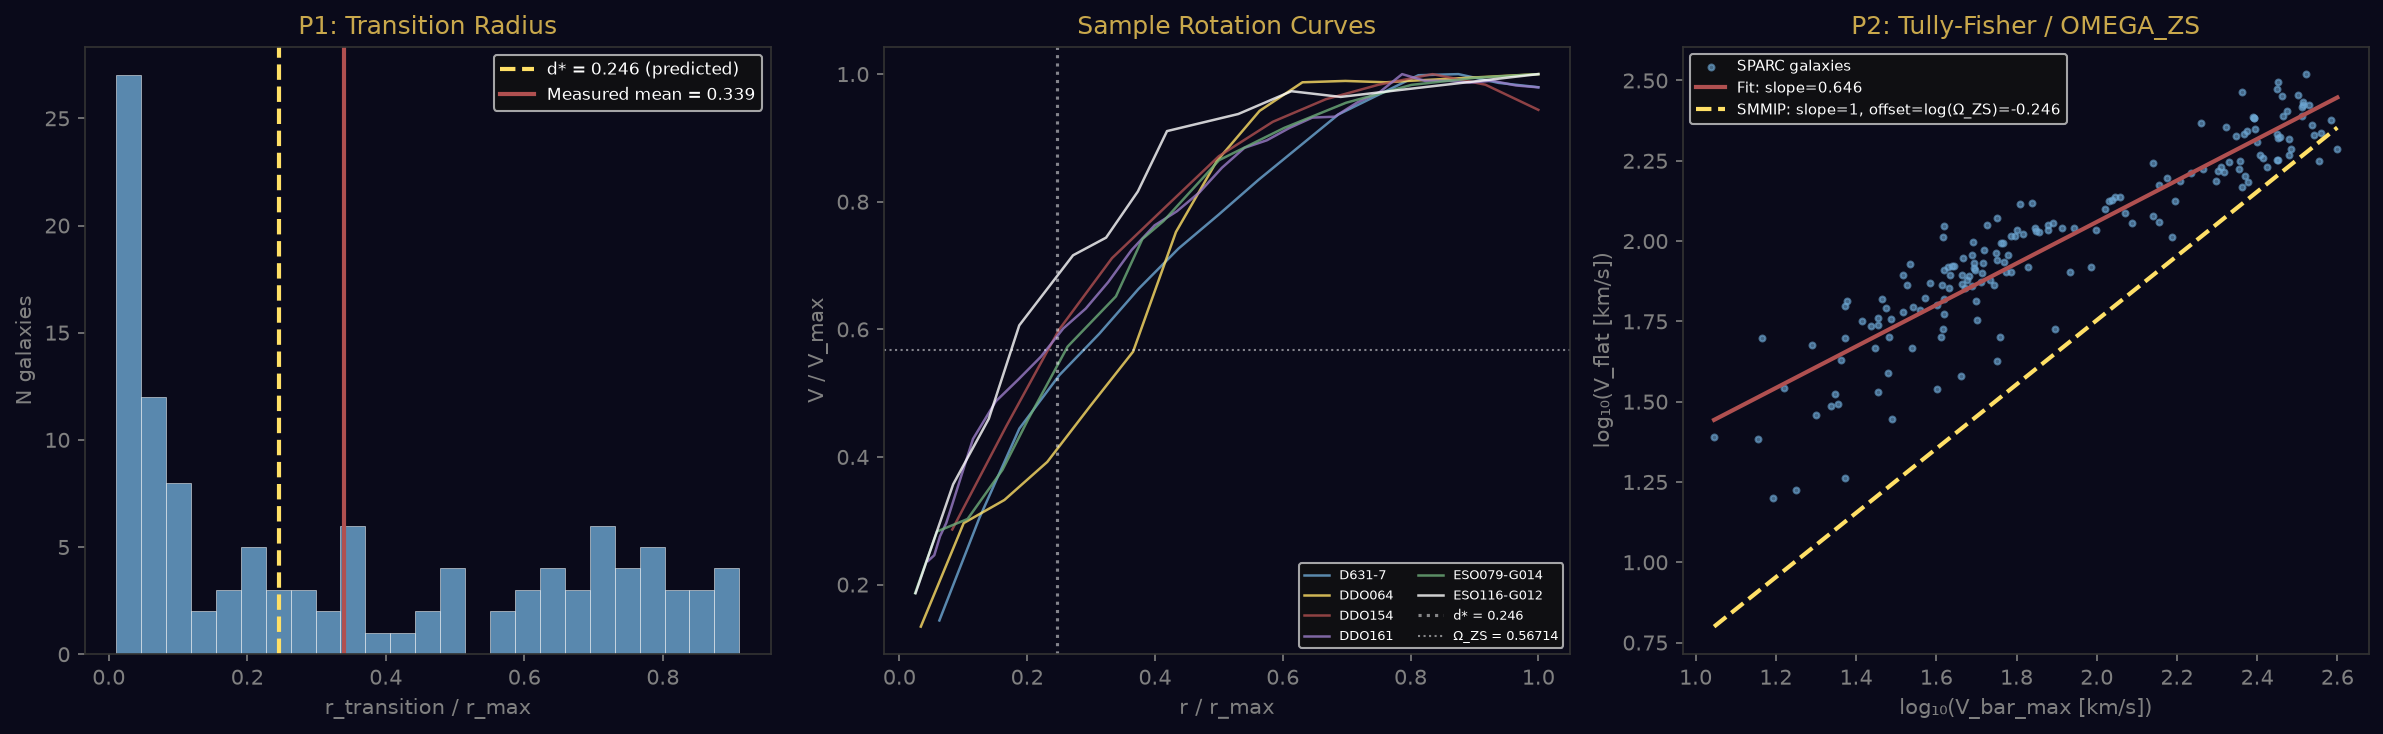 P1: Transition Radius
d* = 0.246 (predicted)
Measured mean = 0.339
N galaxies
25
20
15
10
5
0
0.0 0.2 0.4 0.6 0.8
r_transition / r_max
Sample Rotation Curves
V / V_max
1.0
0.8
0.6
0.4
0.2
D631-7
DDO064
DDO154
DDO161
ESO079-G014
ESO116-G012
d* = 0.246
Ω_ZS = 0.56714
0.0 0.2 0.4 0.6 0.8 1.0
r / r_max
P2: Tully-Fisher / OMEGA_ZS
SPARC galaxies
Fit: slope=0.646
SMMIP: slope=1, offset=log(Ω_ZS)=-0.246
log₁₀(V_flat [km/s])
2.50
2.25
2.00
1.75
1.50
1.25
1.00
0.75
1.0 1.2 1.4 1.6 1.8 2.0 2.2 2.4 2.6
log₁₀(V_bar_max [km/s])